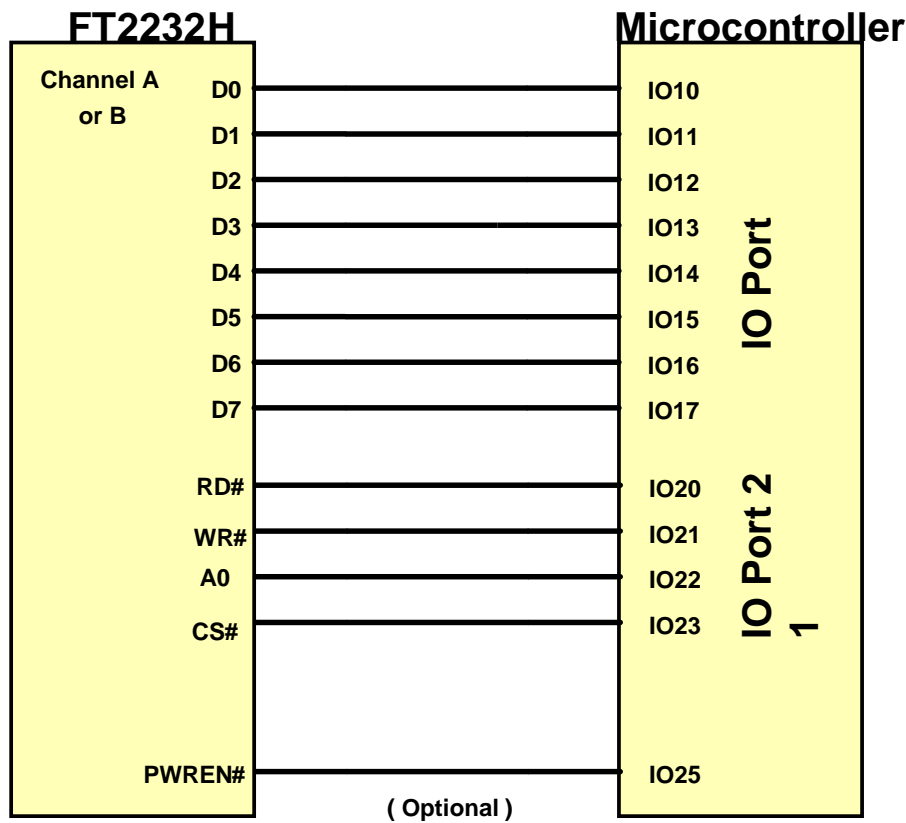 FT2232H
Microcontroller
Channel A
or B
D0
D1
D2
D3
D4
D5
D6
D7
RD#
WR#
A0
CS#
PWREN#
( Optional )
IO10
IO11
IO12
IO13
IO14
IO15
IO16
IO17
IO20
IO21
IO22
IO23
IO25
IO Port
IO Port 2
1